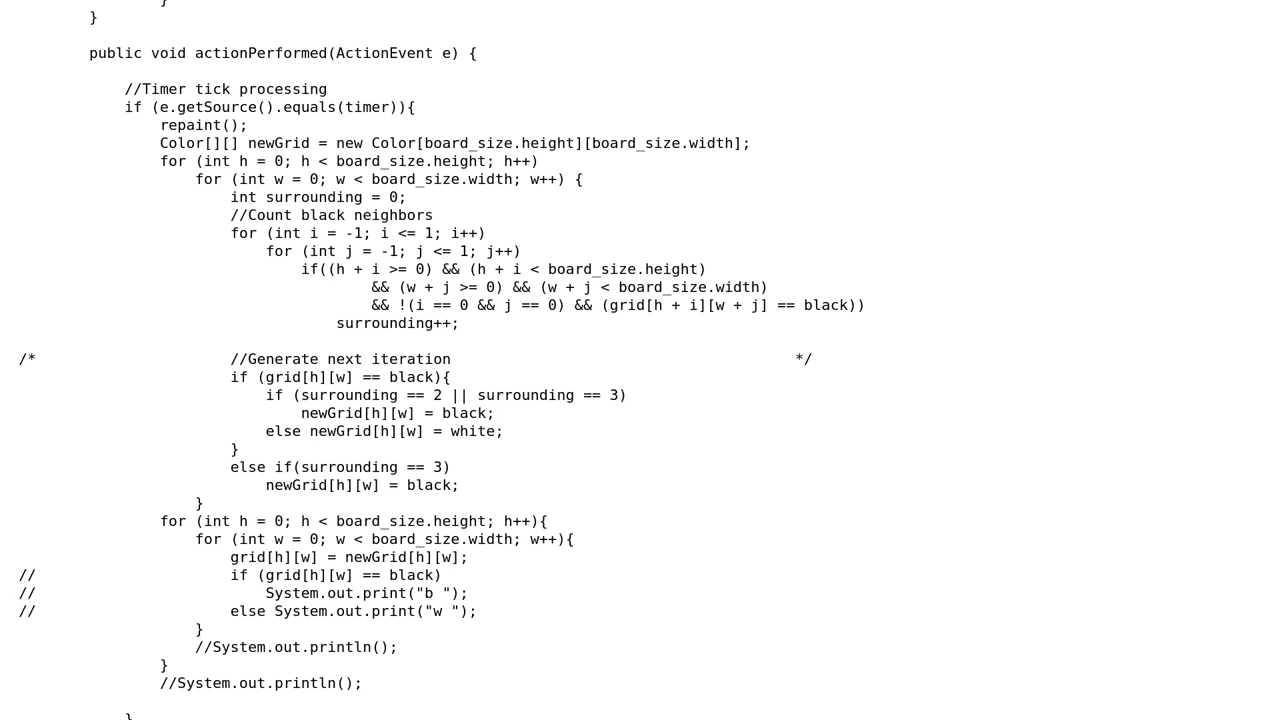 }
}
public void actionPerformed(ActionEvent e) {
//Timer tick processing
if (e.getSource().equals(timer)){
repaint();
Color[][] newGrid = new Color[board_size.height][board_size.width];
for (int h = 0; h < board_size.height; h++)
for (int w = 0; w < board_size.width; w++) {
int surrounding = 0;
//Count black neighbors
for (int i = -1; i <= 1; i++)
for (int j = -1; j <= 1; j++)
if((h + i >= 0) && (h + i < board_size.height)
&& (w + j >= 0) && (w + j < board_size.width)
&& !(i == 0 && j == 0) && (grid[h + i][w + j] == black))
surrounding++;
/* //Generate next iteration */
if (grid[h][w] == black){
if (surrounding == 2 || surrounding == 3)
newGrid[h][w] = black;
else newGrid[h][w] = white;
}
else if(surrounding == 3)
newGrid[h][w] = black;
}
for (int h = 0; h < board_size.height; h++){
for (int w = 0; w < board_size.width; w++){
grid[h][w] = newGrid[h][w];
// if (grid[h][w] == black)
// System.out.print("b ");
// else System.out.print("w ");
}
//System.out.println();
}
//System.out.println();
}